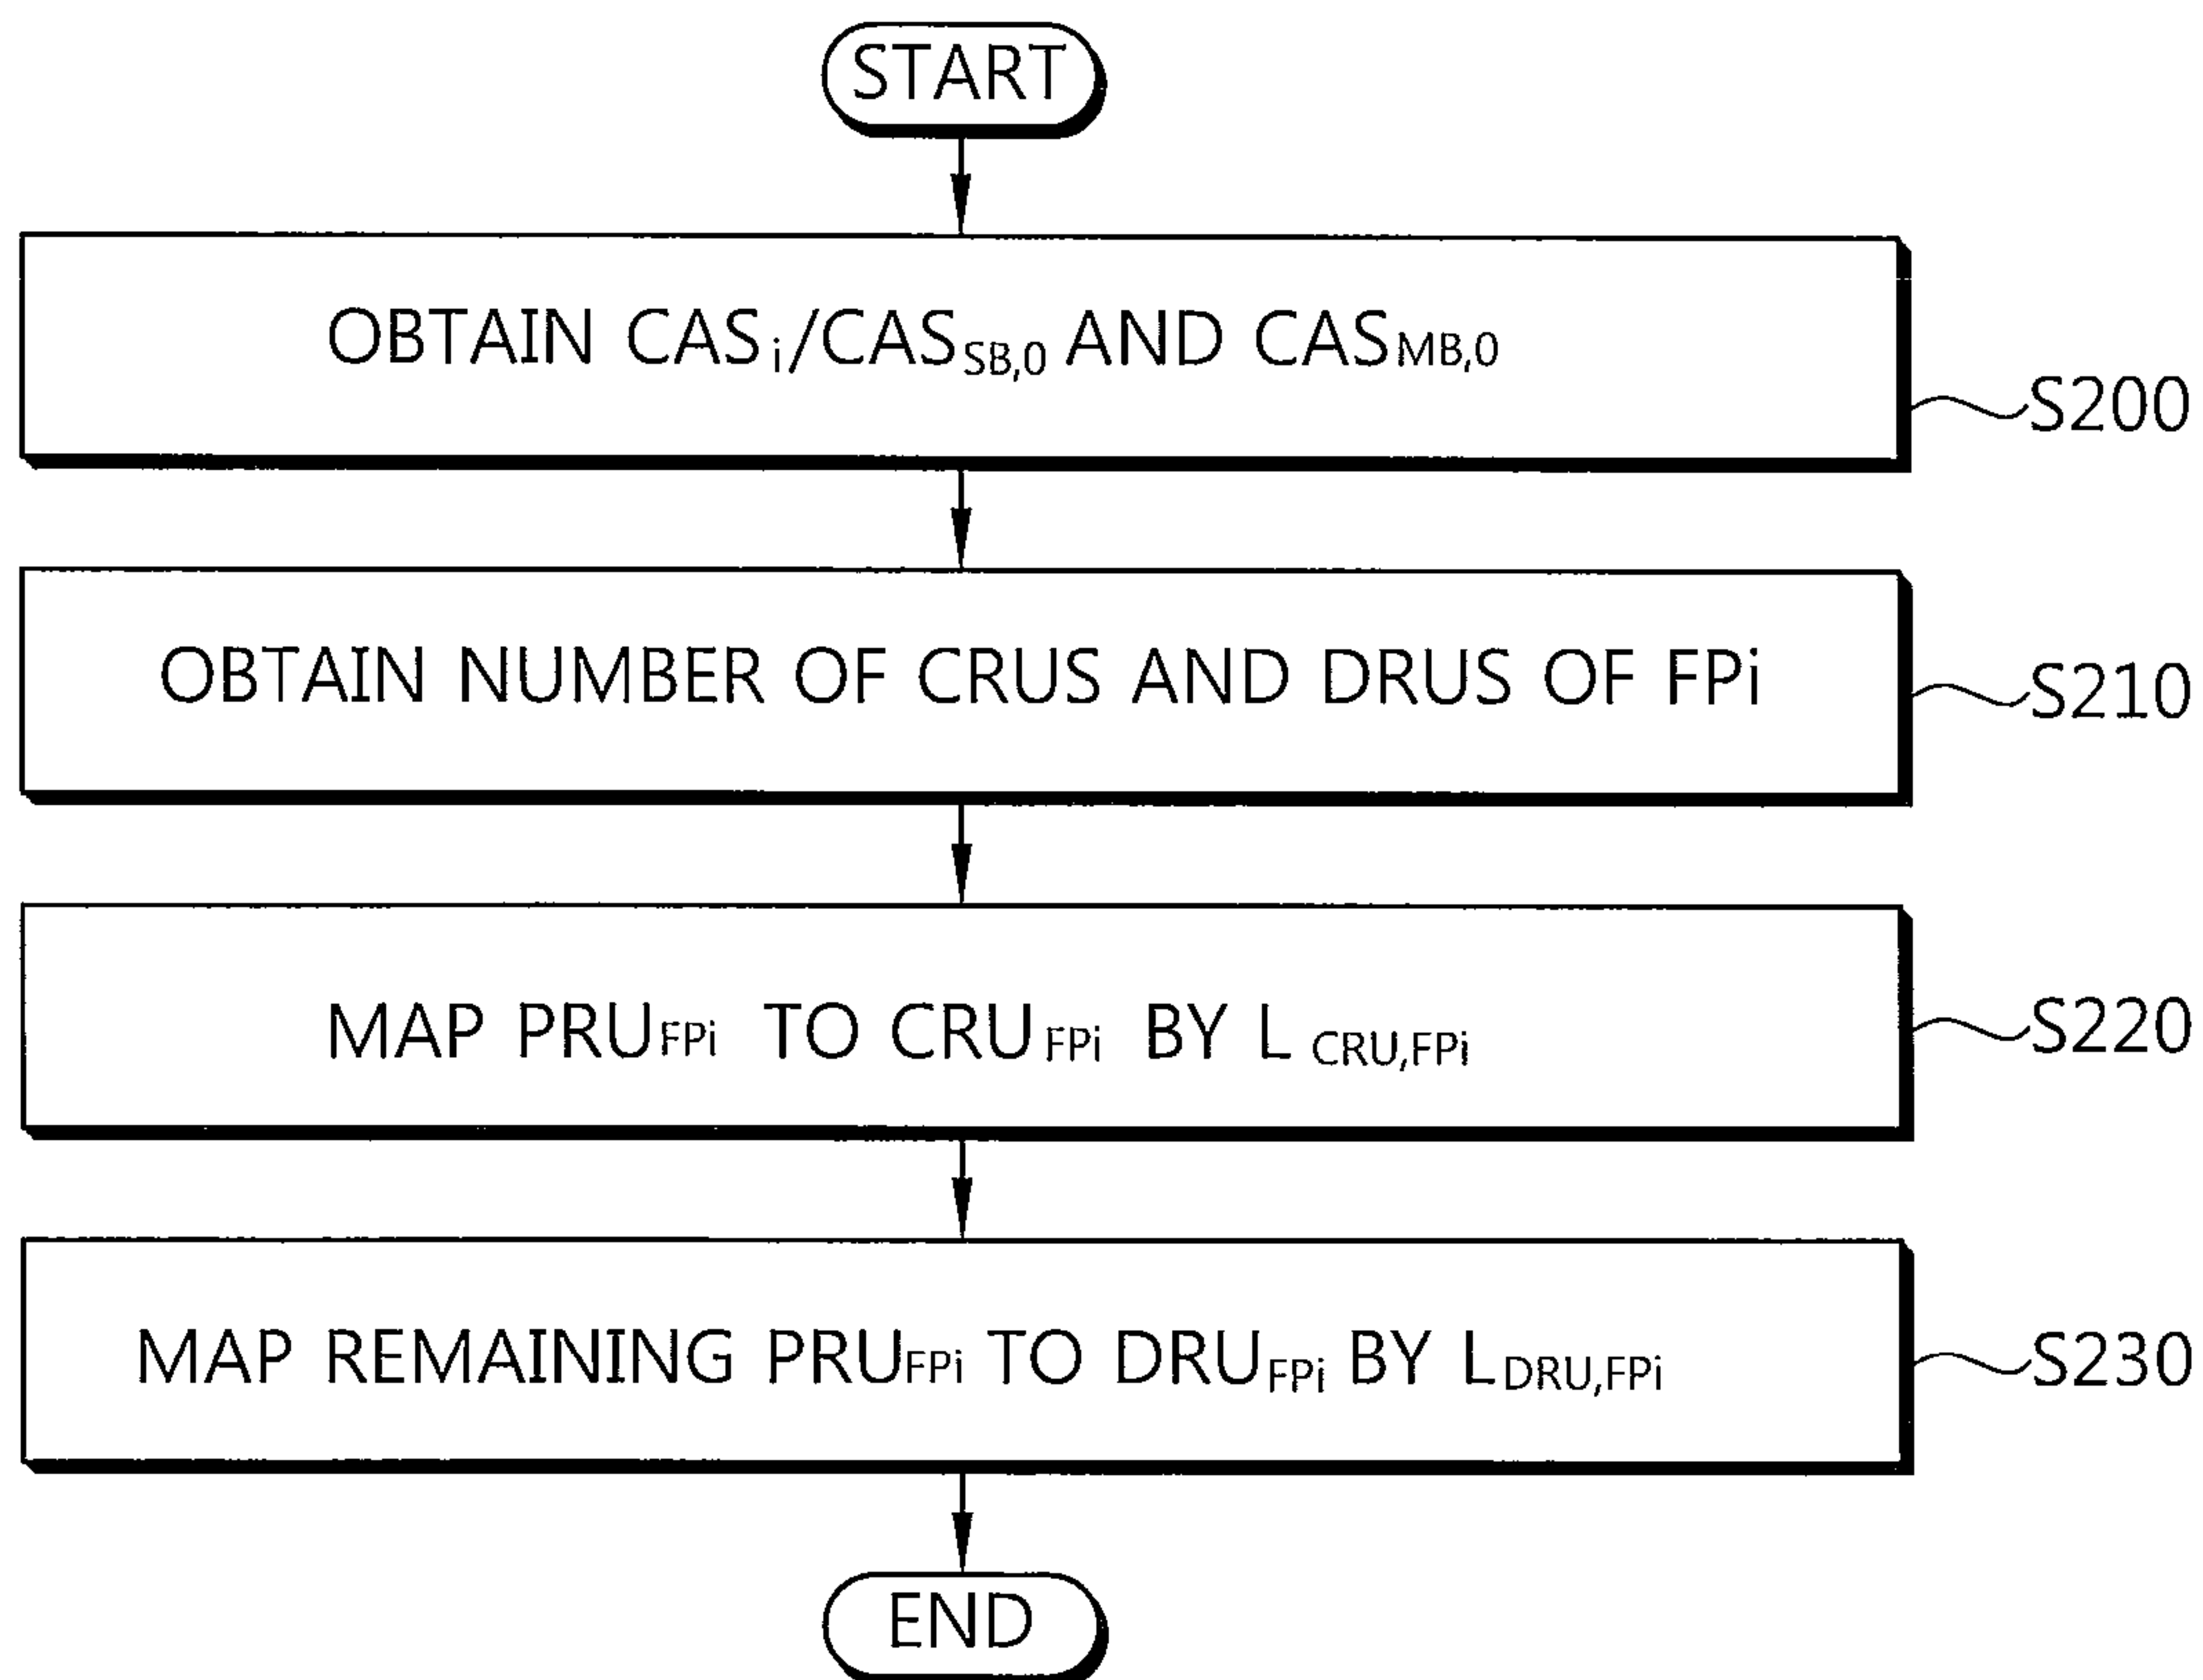 START
OBTAIN CASi/CASSB,0 AND CASMB,0
S200
OBTAIN NUMBER OF CRUS AND DRUS OF FPi
S210
MAP PRUFPi TO CRUFPi BY L CRU,FPi
S220
MAP REMAINING PRUFPi TO DRUFPi BY LDRU,FPi
S230
END